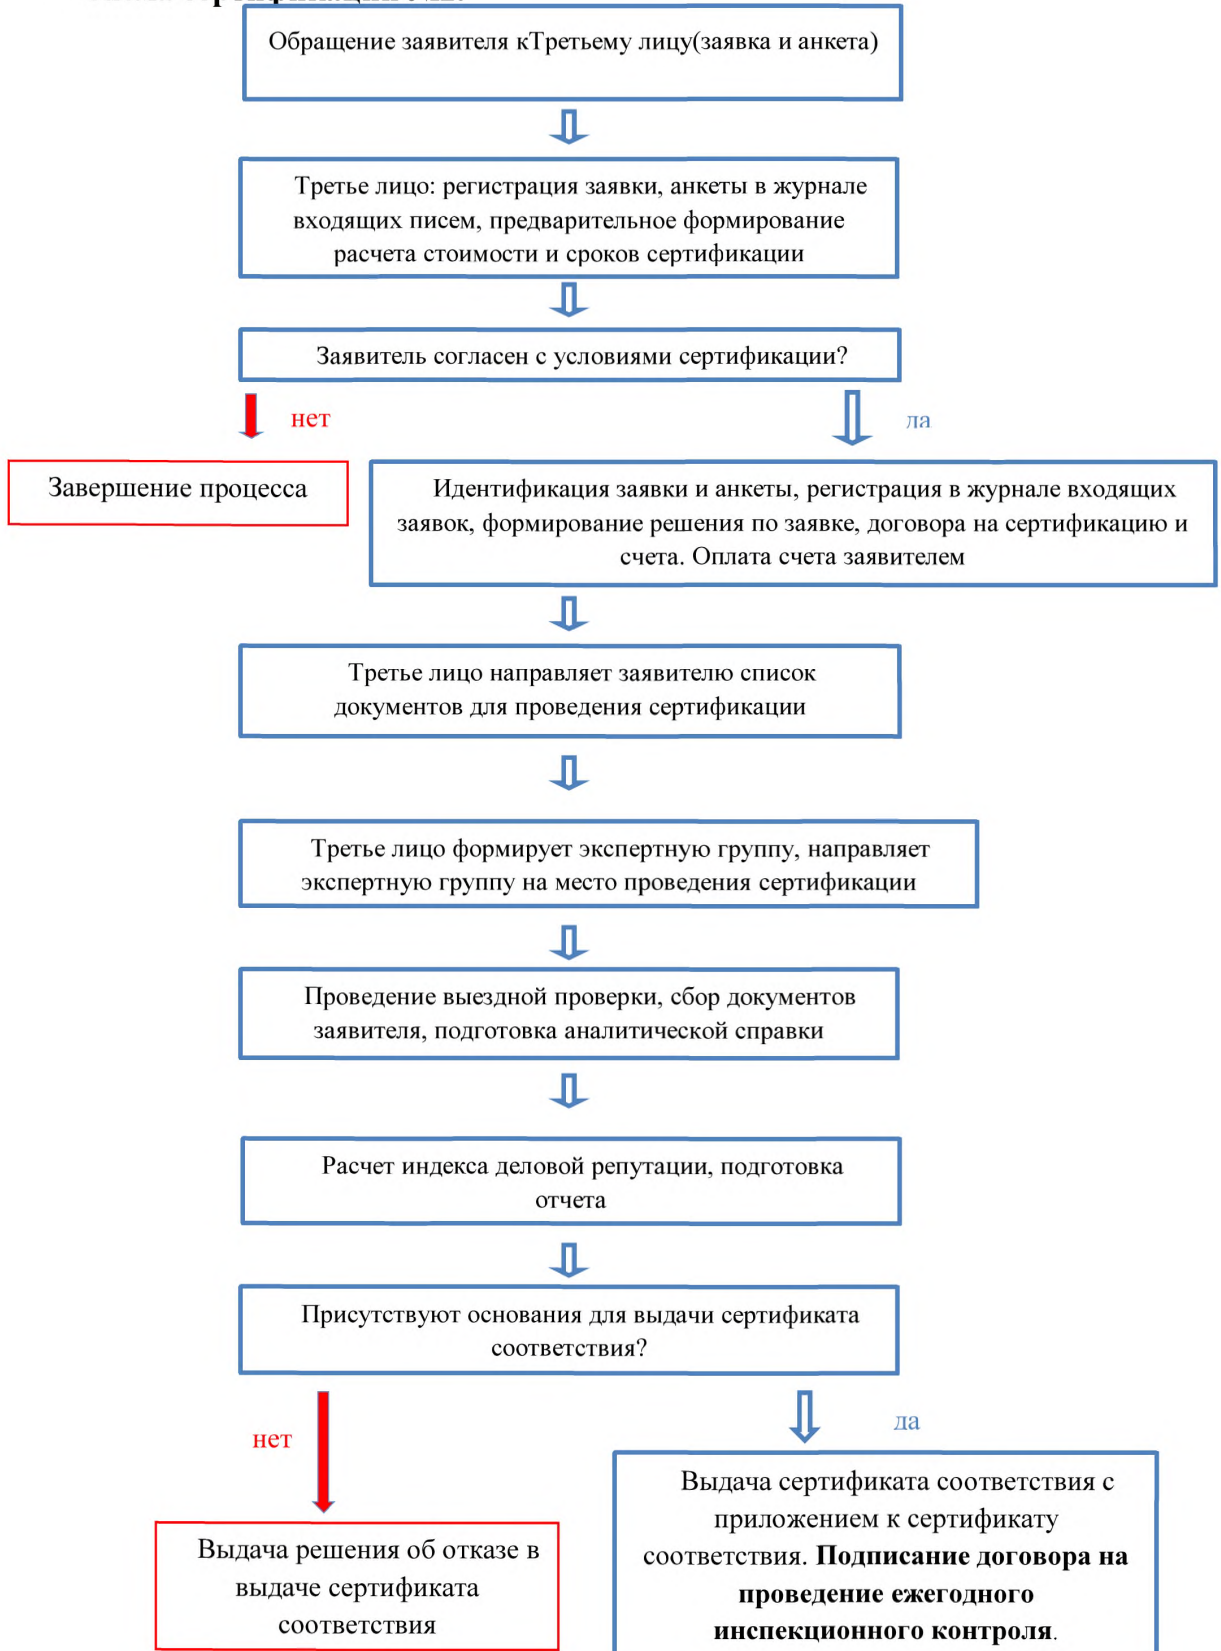 Обращение заявителя кТретьему лицу(заявка и анкета)
Третье лицо: регистрация заявки, анкеты в журнале
входящих писем, предварительное формирование
расчета стоимости и сроков сертификации
Заявитель согласен с условиями сертификации?
нет
да
Завершение процесса
Идентификация заявки и анкеты, регистрация в журнале входящих
заявок, формирование решения по заявке, договора на сертификацию и
счета. Оплата счета заявителем
Третье лицо направляет заявителю список
документов для проведения сертификации
Третье лицо формирует экспертную группу, направляет
экспертную группу на место проведения сертификации
Проведение выездной проверки, сбор документов
заявителя, подготовка аналитической справки
Расчет индекса деловой репутации, подготовка
отчета
Присутствуют основания для выдачи сертификата
соответствия?
нет
да
Выдача решения об отказе в
выдаче сертификата
соответствия
Выдача сертификата соответствия с
приложением к сертификату
соответствия. Подписание договора на
проведение ежегодного
инспекционного контроля.